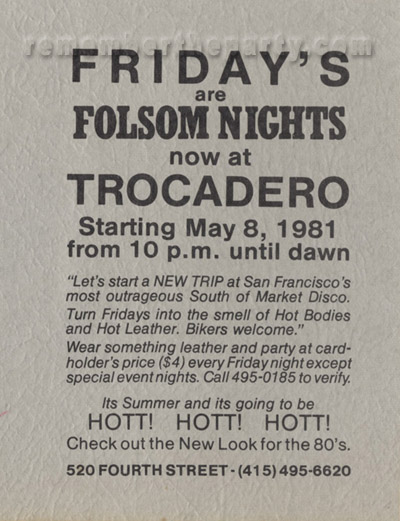 remembertheparty.com
FRIDAY'S
are
FOLSOM NIGHTS
now at
TROCADERO
Starting May 8, 1981
from 10 p.m. until dawn
"Let's start a NEW TRIP at San Francisco's
most outrageous South of Market Disco.
Turn Fridays into the smell of Hot Bodies
and Hot Leather. Bikers welcome."
Wear something leather and party at card-
holder's price ($4) every Friday night except
special event nights. Call 495-0185 to verify.
Its Summer and its going to be
HOTT! HOTT! HOTT!
Check out the New Look for the 80's.
520 FOURTH STREET - (415) 495-6620